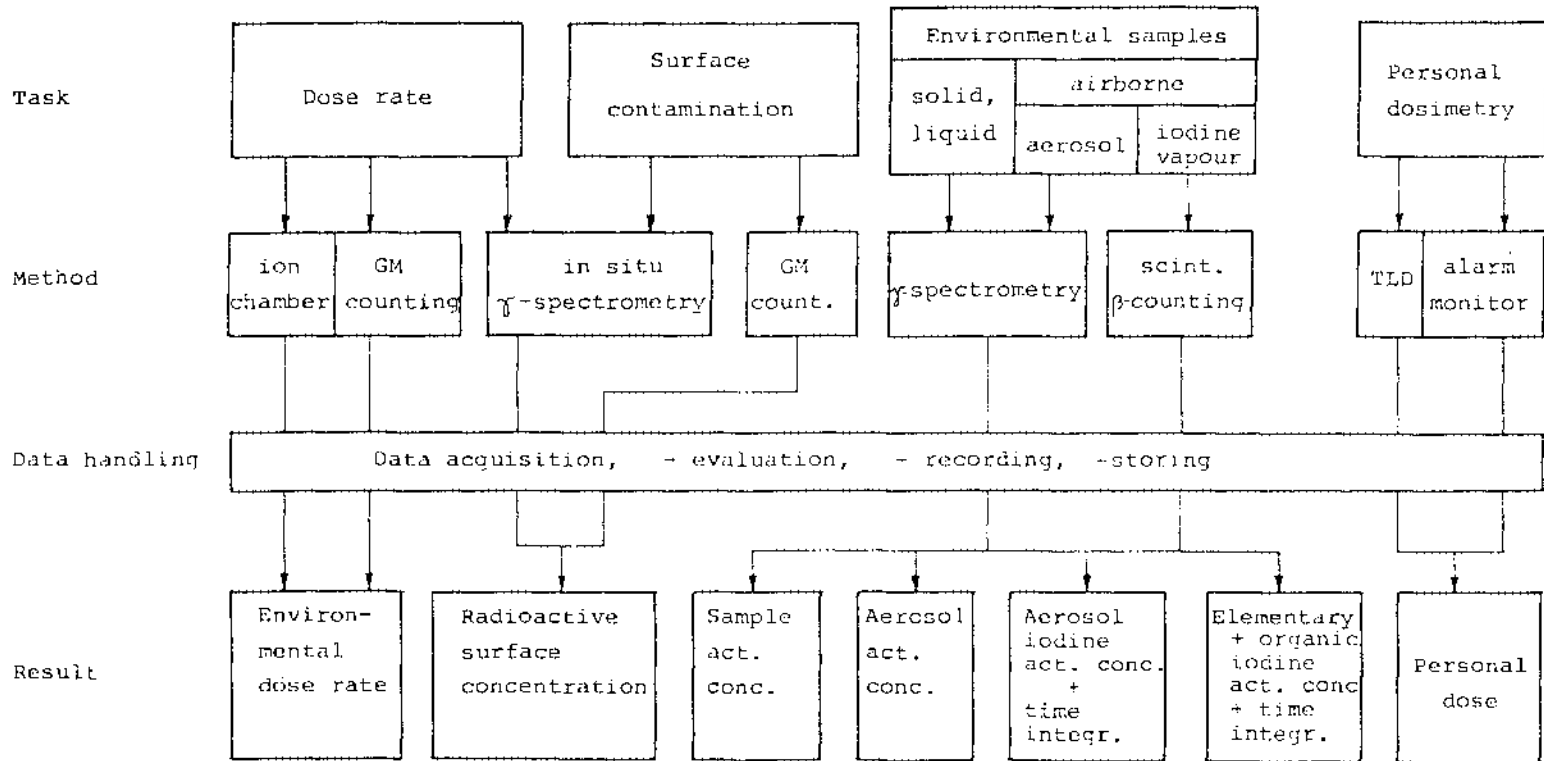 Task
Dose rate
Surface
contamination
Environmental samples
solid,
liquid
airborne
aerosol
iodine
vapour
Personal
dosimetry
Method
ion
chamber
GM
counting
in situ
γ-spectrometry
GM
count.
γ-spectrometry
scint.
β-counting
TLD
alarm
monitor
Data handling
Data acquisition, - evaluation, - recording, -storing
Result
Environ-
mental
dose rate
Radioactive
surface
concentration
Sample
act.
conc.
Aerosol
act.
conc.
Aerosol
iodine
act. conc.
+
time
integr.
Elementary
+ organic
iodine
act. conc
+ time
integr.
Personal
dose